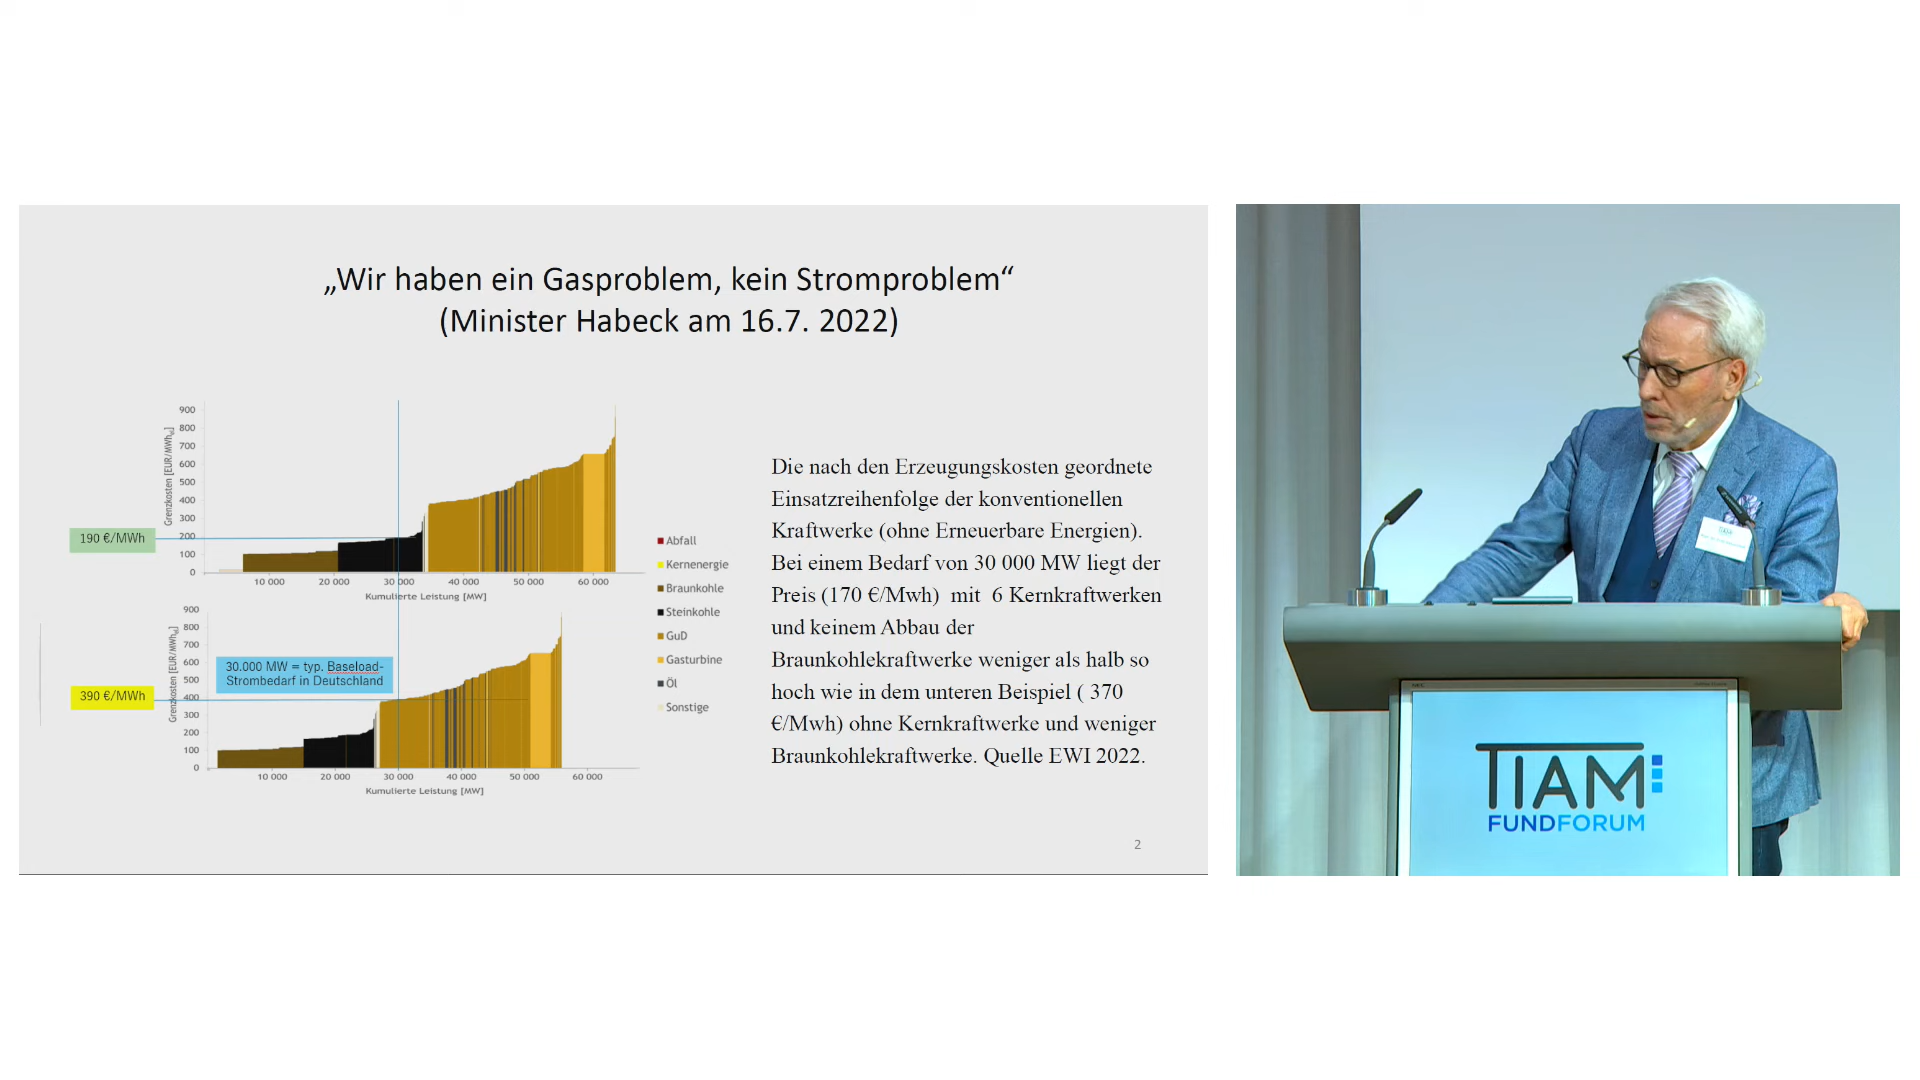 „Wir haben ein Gasproblem, kein Stromproblem“
(Minister Habeck am 16.7. 2022)
900
800
700
600
500
400
300
200
100
0
Grenzkosten [EUR/MWhel]
190 €/MWh
10 000
20 000
30 000
40 000
50 000
60 000
Kumulierte Leistung [MW]
900
800
700
600
500
400
300
200
100
0
Grenzkosten [EUR/MWhel]
30.000 MW = typ. Baseload-
Strombedarf in Deutschland
390 €/MWh
10 000
20 000
30 000
40 000
50 000
60 000
Kumulierte Leistung [MW]
Abfall
Kernenergie
Braunkohle
Steinkohle
GuD
Gasturbine
Öl
Sonstige
Die nach den Erzeugungskosten geordnete
Einsatzreihenfolge der konventionellen
Kraftwerke (ohne Erneuerbare Energien).
Bei einem Bedarf von 30 000 MW liegt der
Preis (170 €/Mwh) mit 6 Kernkraftwerken
und keinem Abbau der
Braunkohlekraftwerke weniger als halb so
hoch wie in dem unteren Beispiel ( 370
€/Mwh) ohne Kernkraftwerke und weniger
Braunkohlekraftwerke. Quelle EWI 2022.
2
TIAM
TIAM
FUNDFORUM